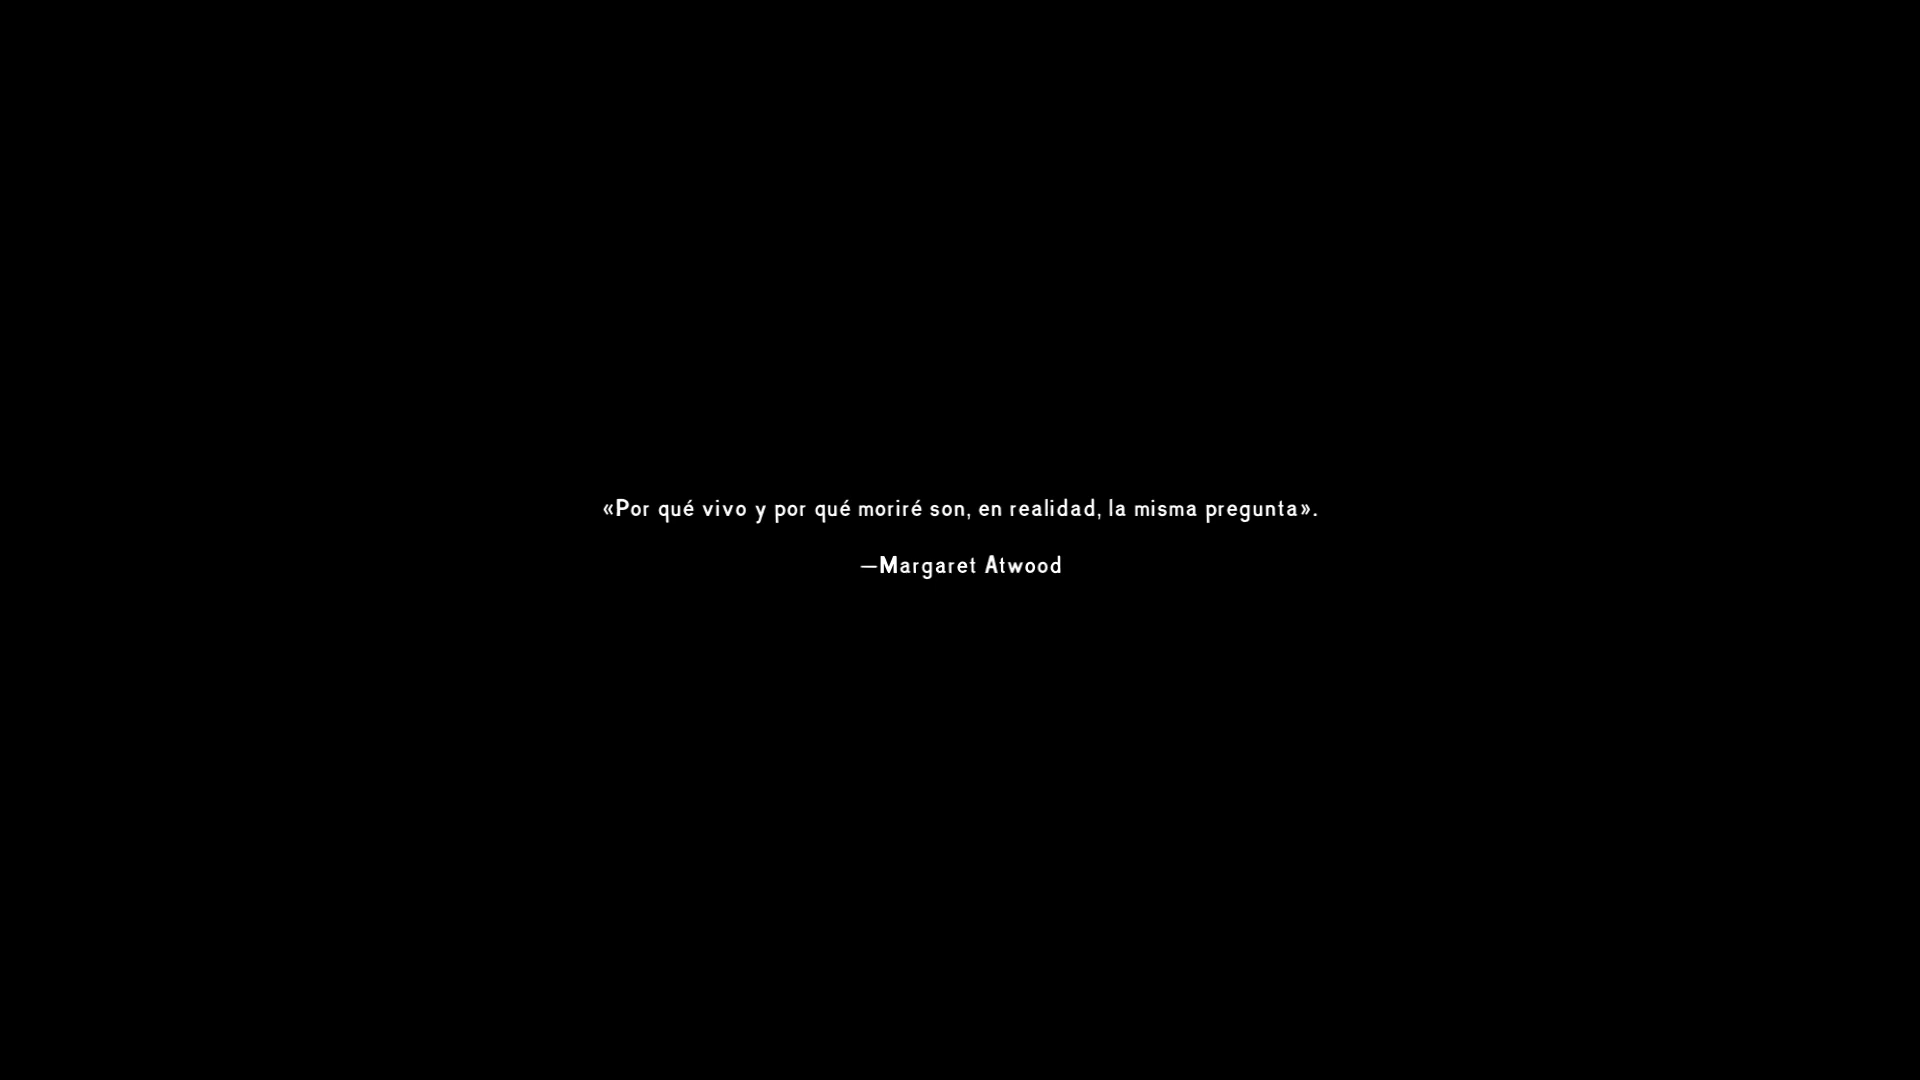 «Por qué vivo y por qué moriré son, en realidad, la misma pregunta».
—Margaret Atwood